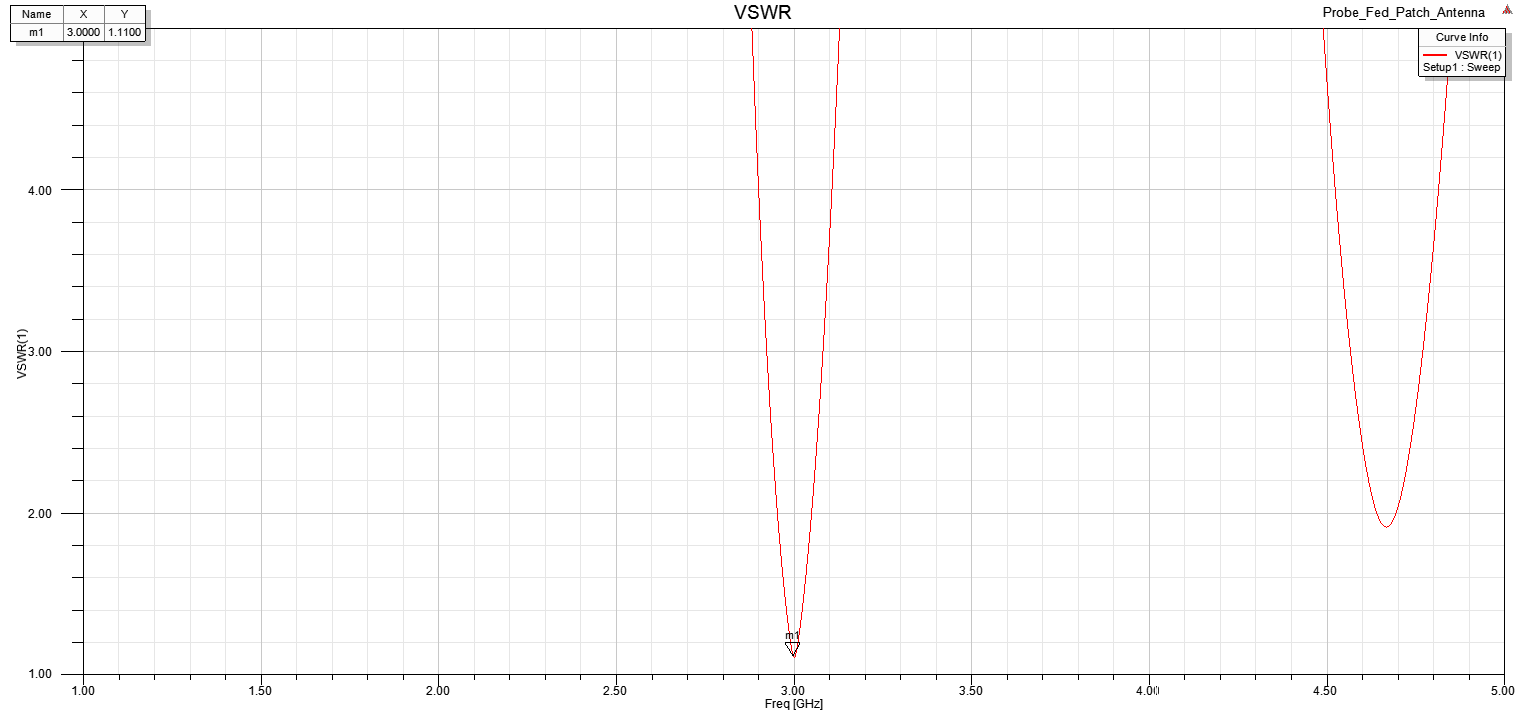 VSWR
Probe_Fed_Patch_Antenna
Name X Y
m1 3.0000 1.1100
Curve Info
VSWR(1)
Setup1 : Sweep
4.00
3.00
2.00
1.00
VSWR(1)
m1
1.00 1.50 2.00 2.50 3.00 3.50 4.00 4.50 5.00
Freq [GHz]